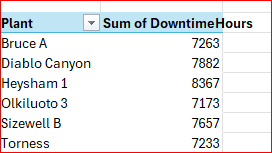 Plant Sum of DowntimeHours
Bruce A 7263
Diablo Canyon 7882
Heysham 1 8367
Olkiluoto 3 7173
Sizewell B 7657
Torness 7233